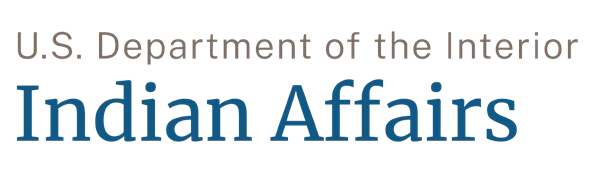 U.S. Department of the Interior
Indian Affairs